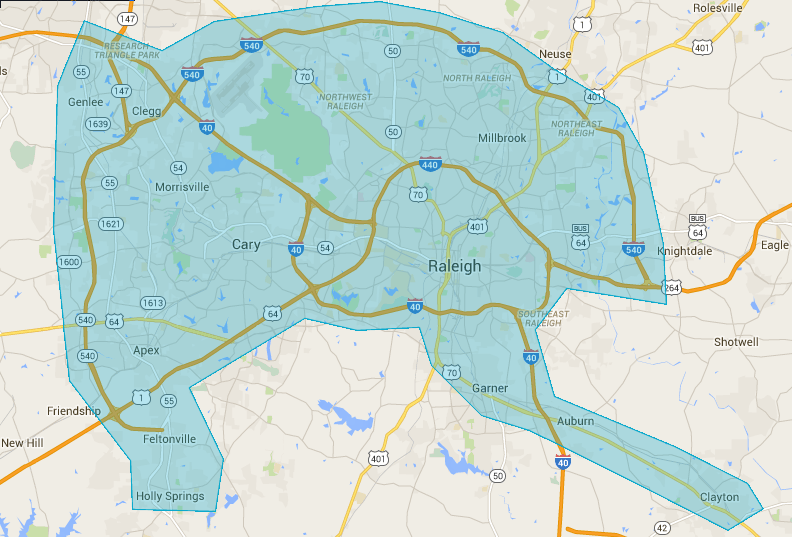 Rolesville
147
1
401
RESEARCH
TRIANGLE PARK
540
50
540
Neuse
ls
55
540
70
NORTH RALEIGH
1
147
NORTHWEST
RALEIGH
401
Genlee
Clegg
1639
40
50
Millbrook
NORTHEAST
RALEIGH
54
440
55
Morrisville
70
1621
401
BUS
64
BUS
64
Cary
40
54
540
Knightdale
Eagle
1600
Raleigh
264
1613
40
64
540
64
SOUTHEAST
RALEIGH
Shotwell
540
Apex
40
70
Garner
1
55
Friendship
Auburn
New Hill
Feltonville
401
40
50
Holly Springs
Clayton
42